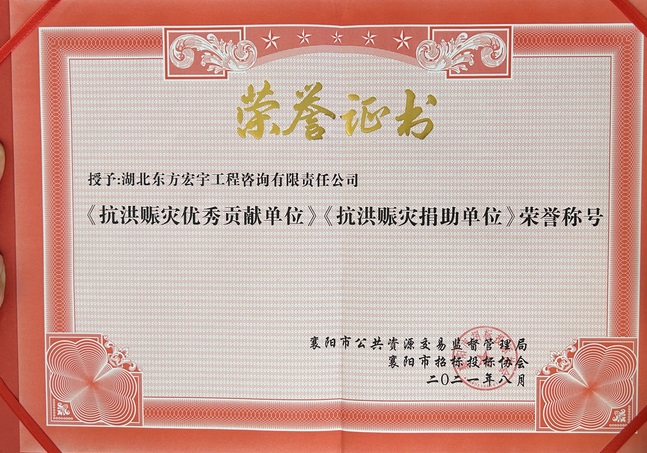 荣誉证书
授予:湖北东方宏宇工程咨询有限责任公司
《抗洪赈灾优秀贡献单位》《抗洪赈灾捐助单位》荣誉称号
襄阳市公共资源交易监督管理局
襄阳市招标投标协会
二〇二一年八月